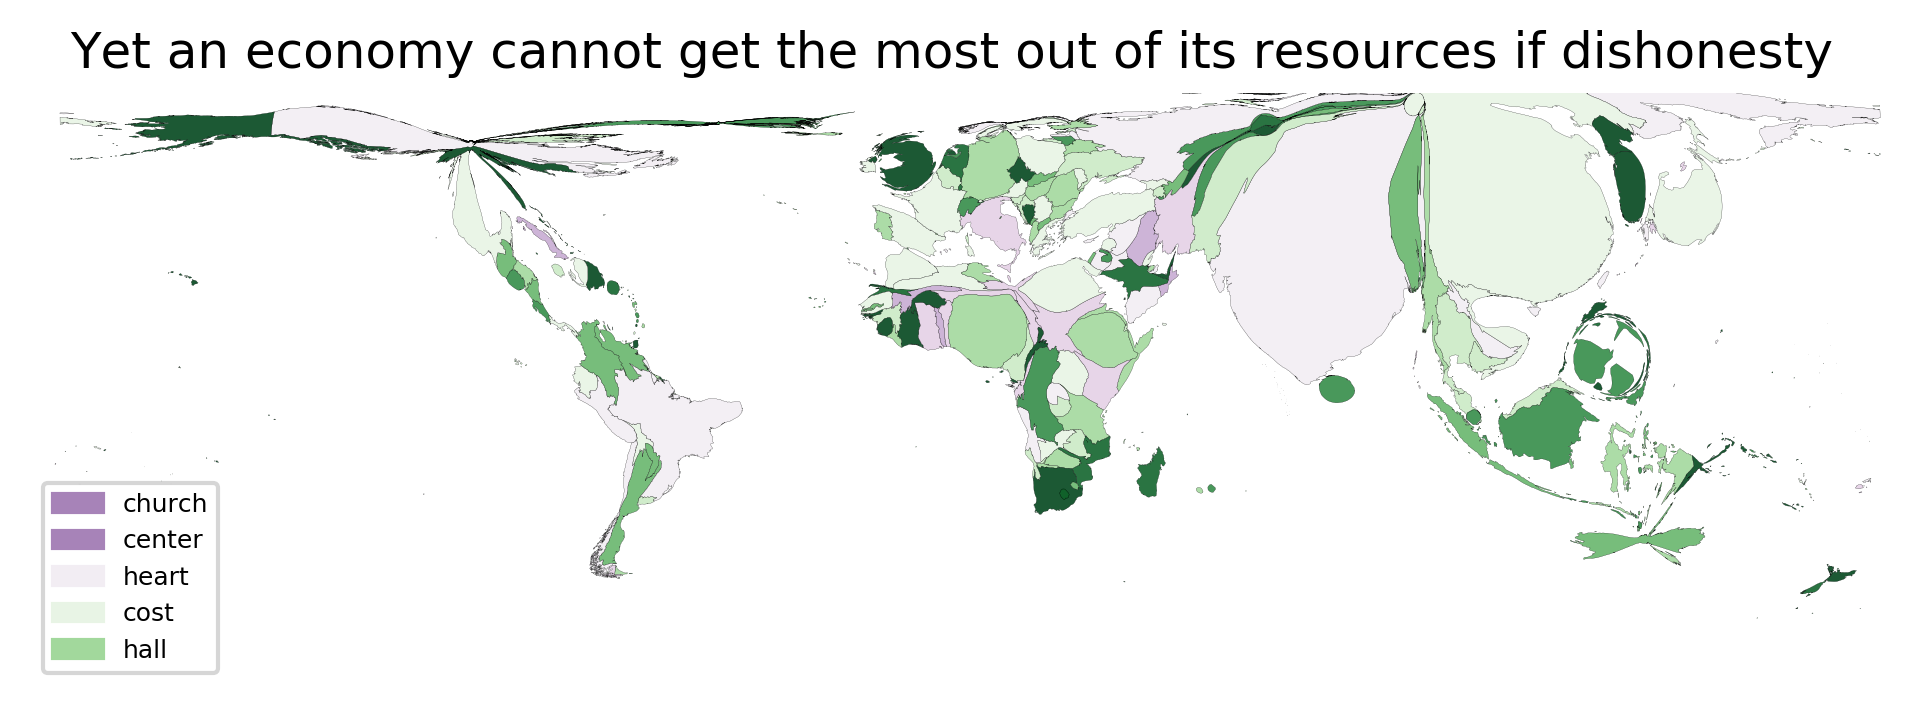 Yet an economy cannot get the most out of its resources if dishonesty
church
center
heart
cost
hall